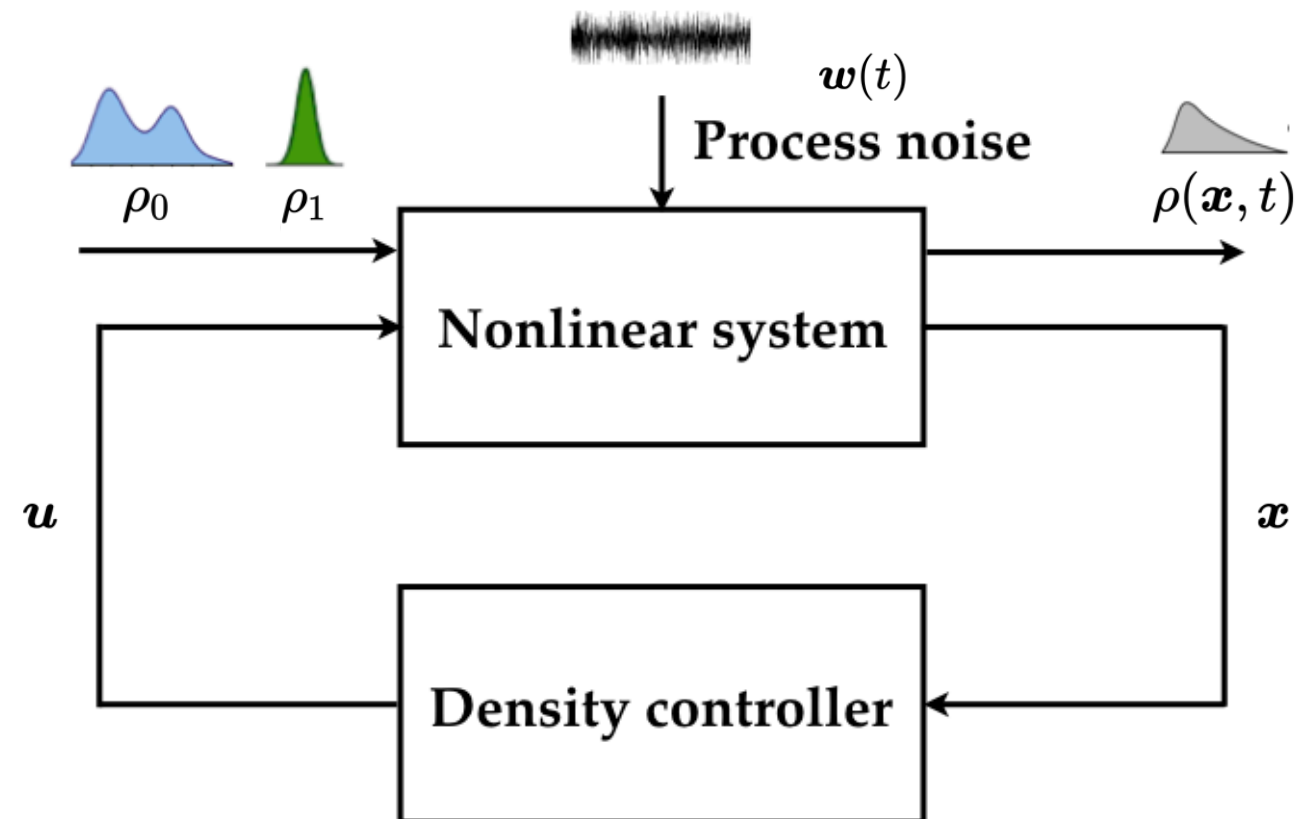 w(t)
Process noise
ρ₀ ρ₁ ρ(x, t)
Nonlinear system
u x
Density controller